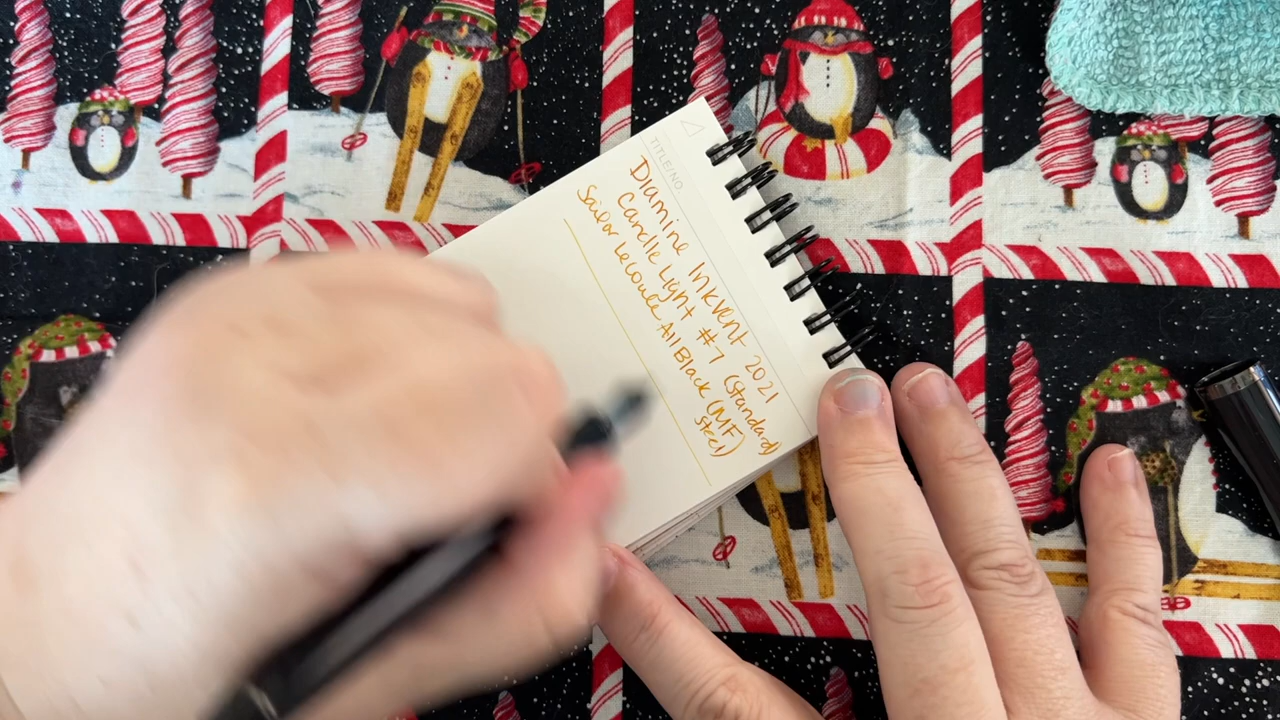 TITLE/NO.
Diamine Inkvent 2021
Candle Light #7 (standard)
Sailor Lecoule All Black (MF)
steel